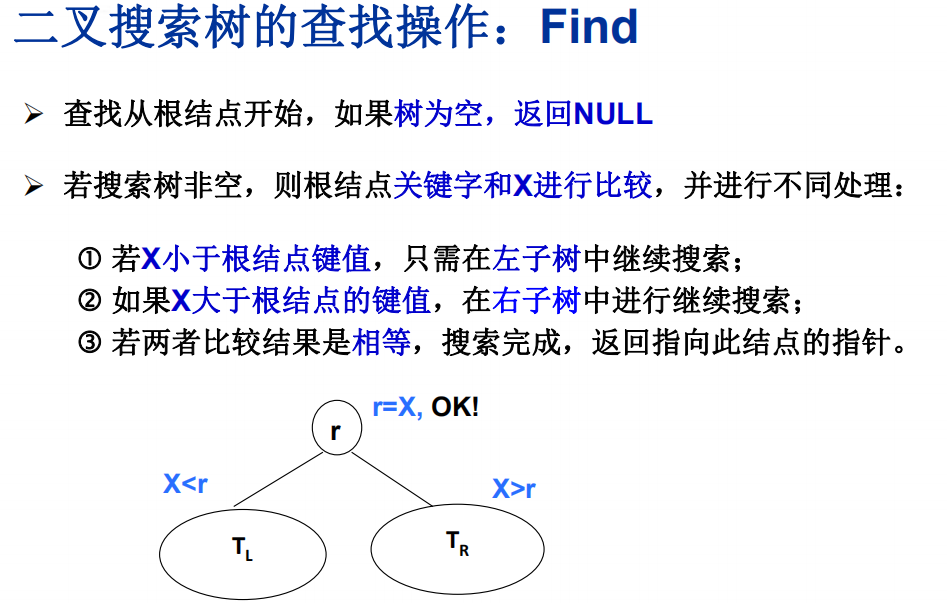 二叉搜索树的查找操作：Find
➢ 查找从根结点开始，如果树为空，返回NULL
➢ 若搜索树非空，则根结点关键字和X进行比较，并进行不同处理：
① 若X小于根结点键值，只需在左子树中继续搜索；
② 如果X大于根结点的键值，在右子树中进行继续搜索；
③ 若两者比较结果是相等，搜索完成，返回指向此结点的指针。
r=X, OK!
r
X<r
X>r
TL
TR